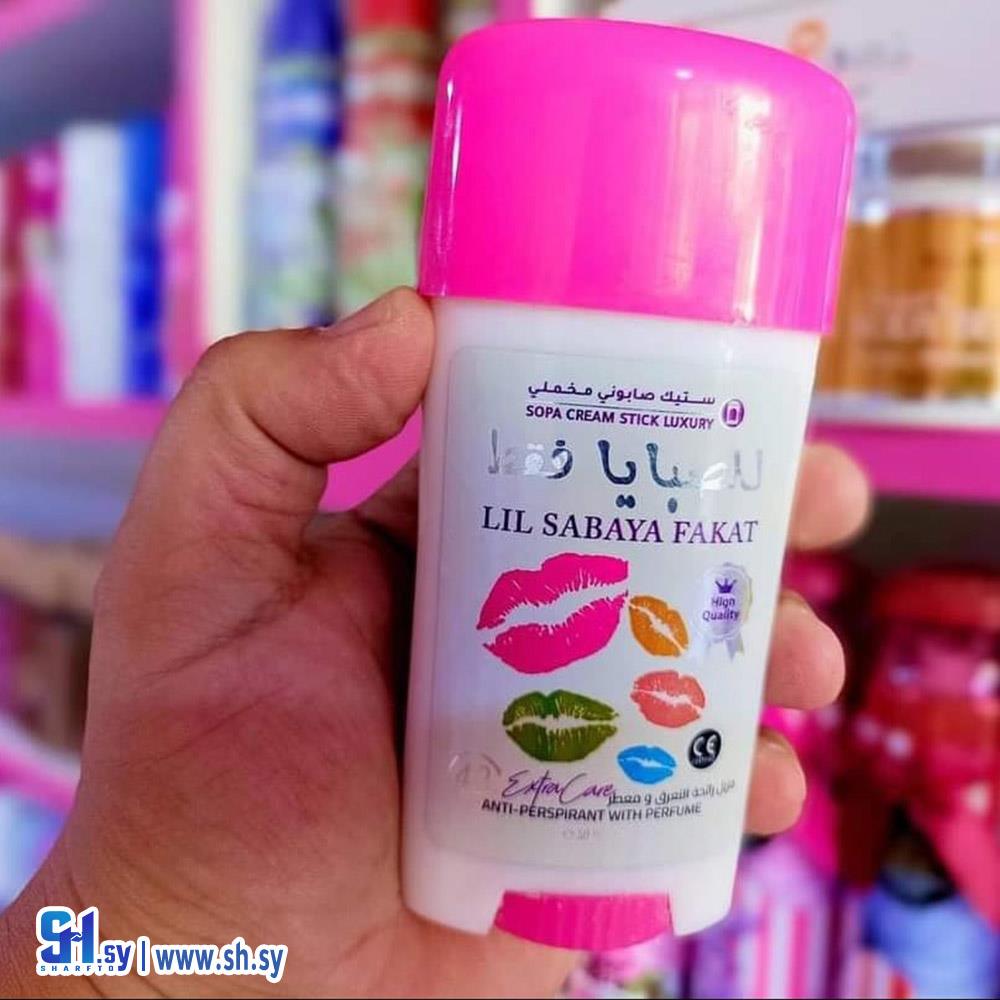 ستيك صابوني مخملي
SOPA CREAM STICK LUXURY
للصبايا فقط
LIL SABAYA FAKAT
High
Quality
CE
Extra Care
مزيل رائحة التعرق و معطر
ANTI-PERSPIRANT WITH PERFUME
SH.sy | www.sh.sy